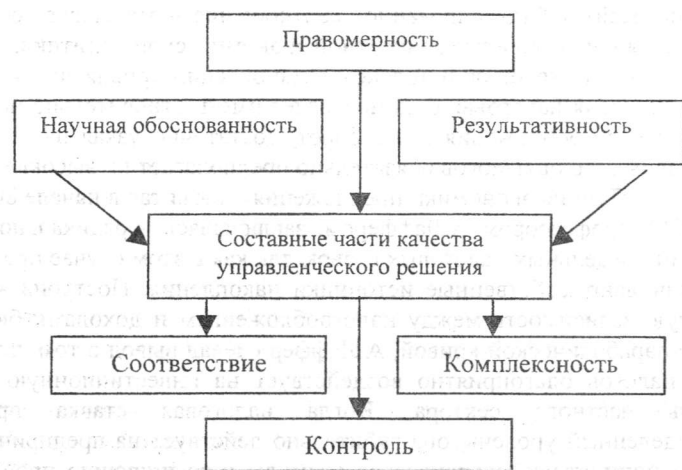 Правомерность
Научная обоснованность
Результативность
Составные части качества
управленческого решения
Соответствие
Комплексность
Контроль